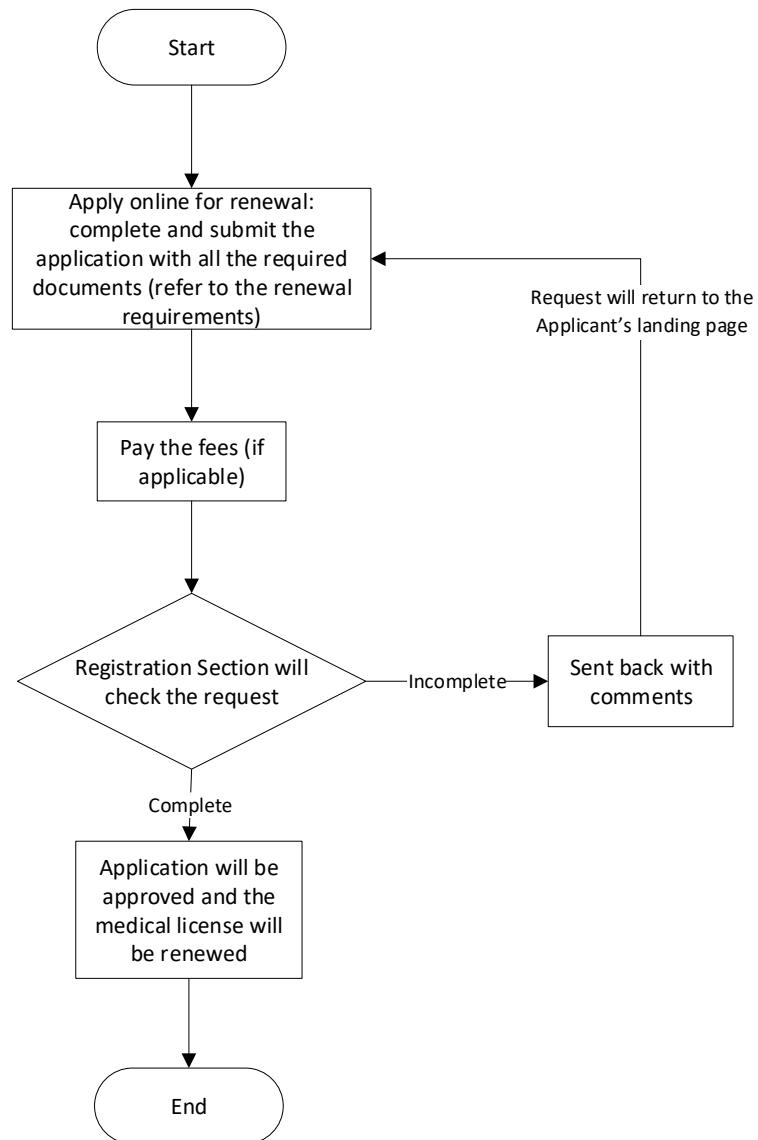 Start
Apply online for renewal:
complete and submit the
application with all the required
documents (refer to the renewal
requirements)
Request will return to the
Applicant’s landing page
Pay the fees (if
applicable)
Registration Section will
check the request
Incomplete
Sent back with
comments
Complete
Application will be
approved and the
medical license will
be renewed
End